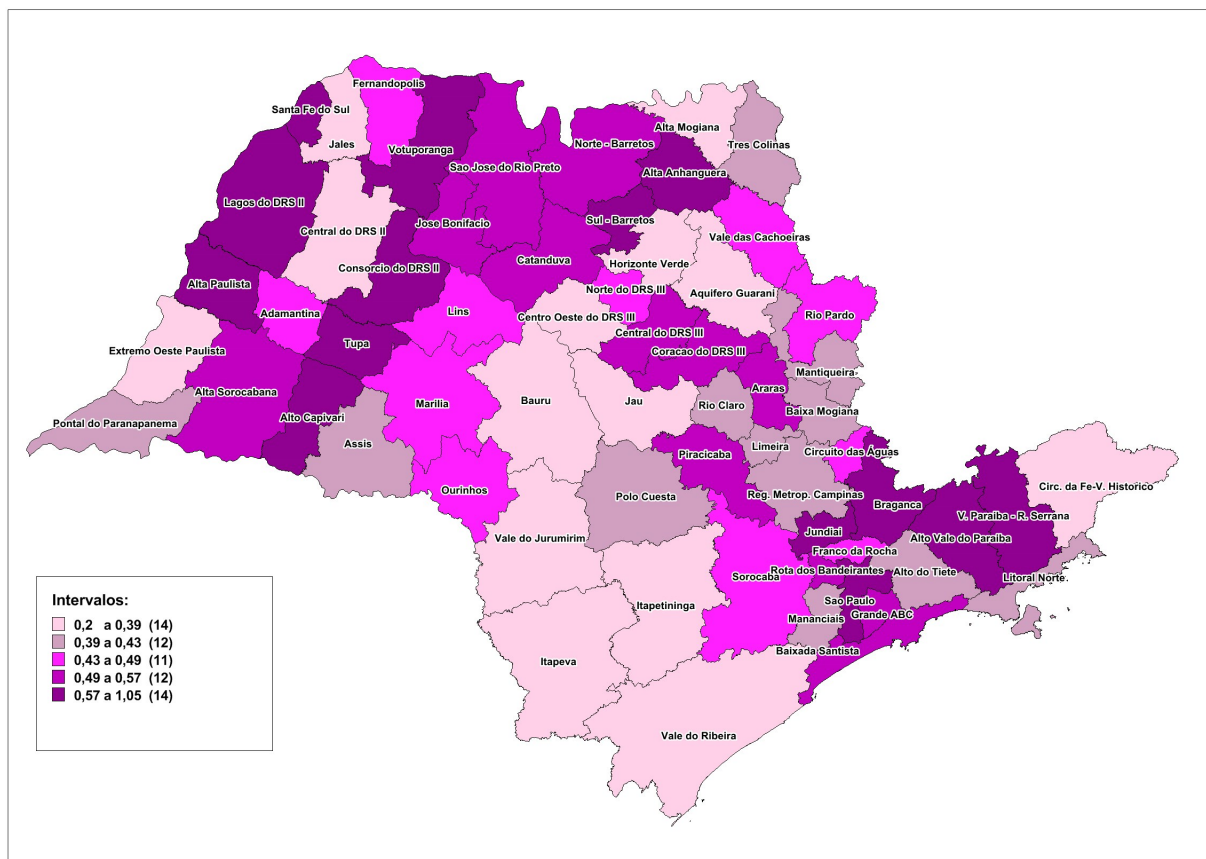 Fernandopolis
Santa Fe do Sul
Jales
Votuporanga
Sao Jose do Rio Preto
Norte - Barretos
Alta Mogiana
Tres Colinas
Alta Anhanguera
Lagos do DRS II
Central do DRS II
Jose Bonifacio
Sul - Barretos
Vale das Cachoeiras
Consorcio do DRS II
Catanduva
Horizonte Verde
Alta Paulista
Adamantina
Lins
Norte do DRS III
Aquifero Guarani
Centro Oeste do DRS III
Rio Pardo
Central do DRS III
Tupa
Extremo Oeste Paulista
Coracao do DRS III
Mantiqueira
Alta Sorocabana
Araras
Marilia
Bauru
Jau
Rio Claro
Baixa Mogiana
Alto Capivari
Pontal do Paranapanema
Assis
Limeira
Circuito das Águas
Piracicaba
Ourinhos
Polo Cuesta
Reg. Metrop. Campinas
Circ. da Fe-V. Historico
Braganca
V. Paraiba - R. Serrana
Jundiai
Vale do Jurumirim
Alto Vale do Paraiba
Franco da Rocha
Rota dos Bandeirantes
Alto do Tiete
Litoral Norte
Sorocaba
Sao Paulo
Itapetininga
Grande ABC
Mananciais
Baixada Santista
Itapeva
Vale do Ribeira
Intervalos:
0,2 a 0,39 (14)
0,39 a 0,43 (12)
0,43 a 0,49 (11)
0,49 a 0,57 (12)
0,57 a 1,05 (14)